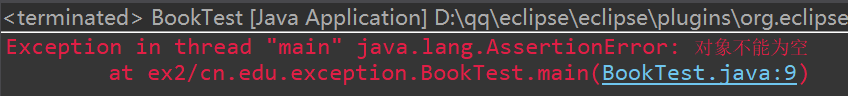 <terminated> BookTest [Java Application] D:\qq\eclipse\eclipse\plugins\org.eclipse
Exception in thread "main" java.lang.AssertionError: 对象不能为空
at ex2/cn.edu.exception.BookTest.main(BookTest.java:9)